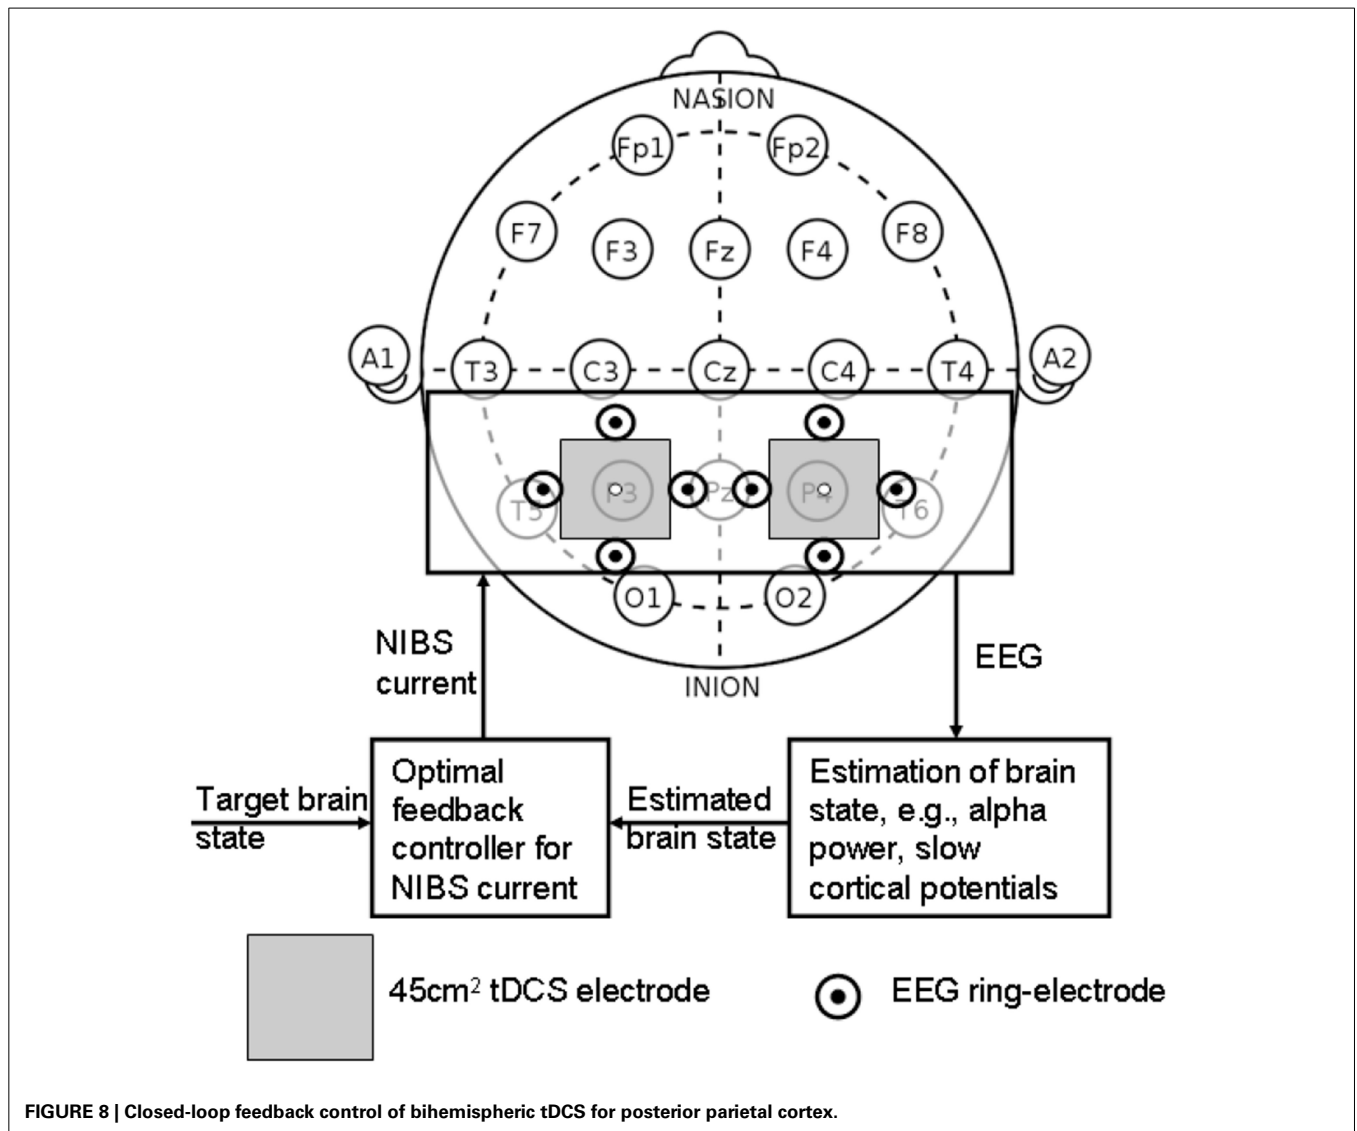 NASION
Fp1 Fp2
F7 F3 Fz F4 F8
A1 T3 C3 Cz C4 T4 A2
T5 P3 Pz P4 T6
O1 O2
INION
NIBS
current
EEG
Target brain
state
Optimal
feedback
controller for
NIBS current
Estimated
brain state
Estimation of brain
state, e.g., alpha
power, slow
cortical potentials
45cm² tDCS electrode
EEG ring-electrode
FIGURE 8 | Closed-loop feedback control of bihemispheric tDCS for posterior parietal cortex.